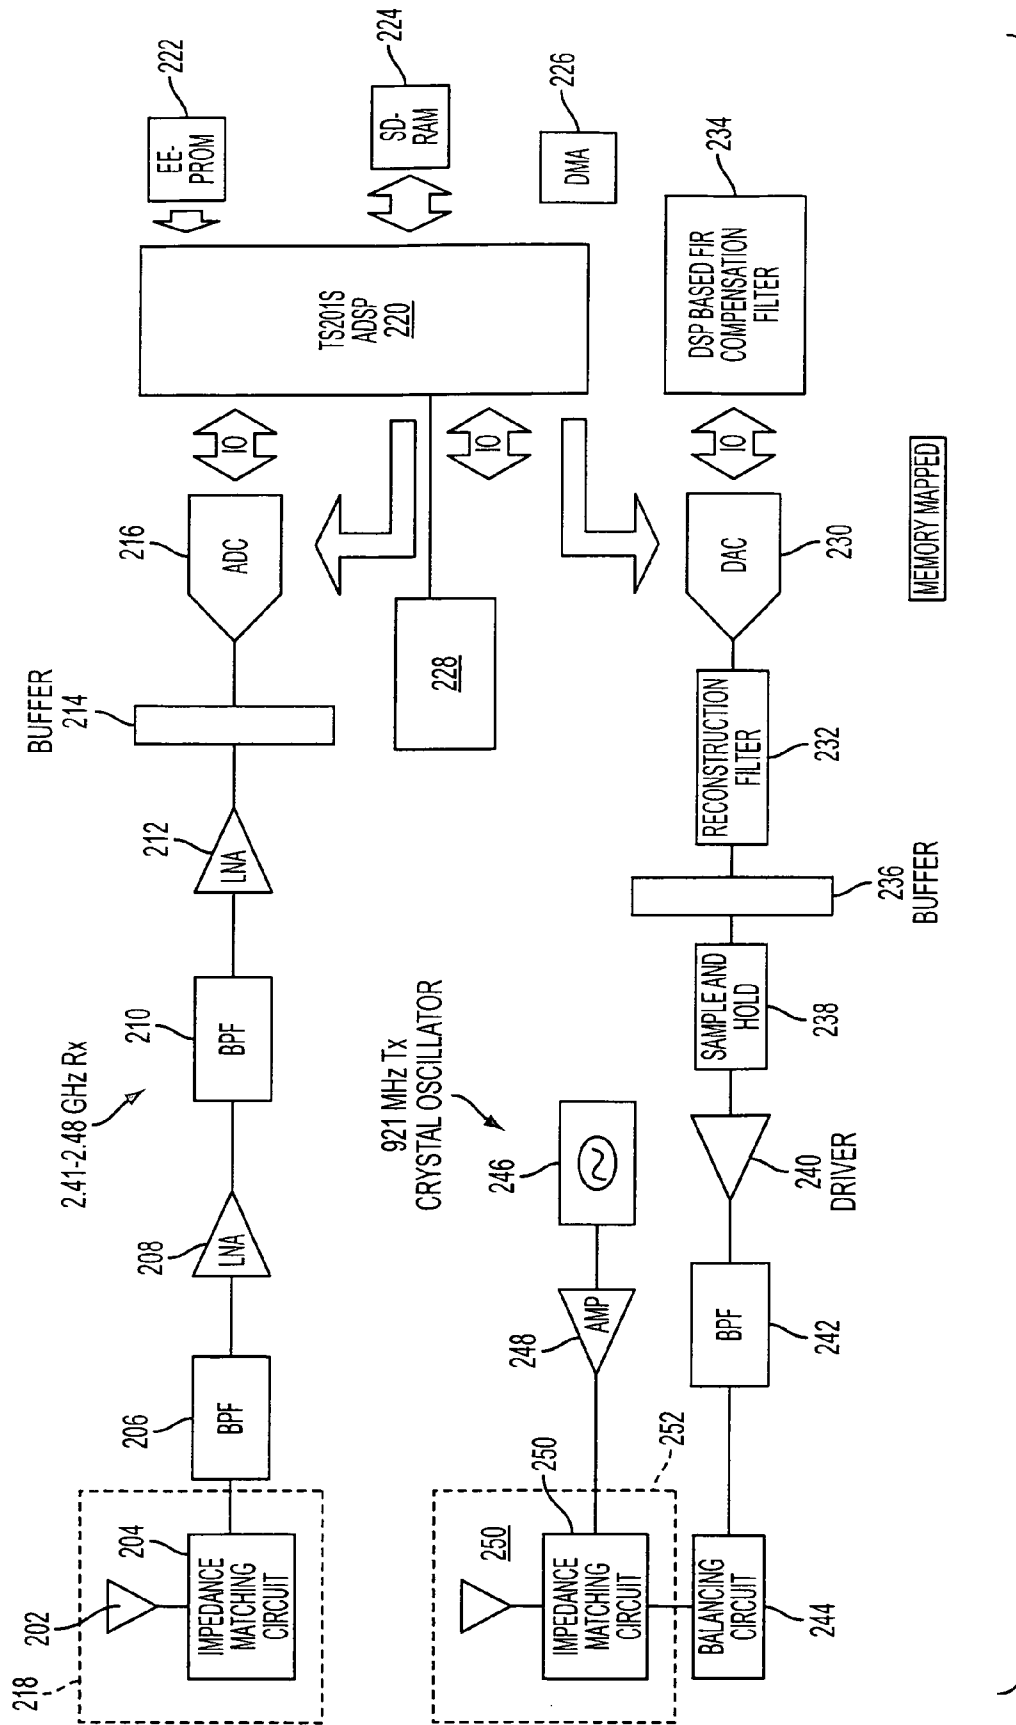 218
202
204
IMPEDANCE
MATCHING
CIRCUIT
206
BPF
208
LNA
2.41-2.48 GHz Rx
210
BPF
212
LNA
BUFFER
214
216
ADC
IO
EE-
PROM
222
SD-
RAM
224
DMA
226
TS201S
ADSP
220
IO
228
250
IMPEDANCE
MATCHING
CIRCUIT
250
252
248
AMP
246
921 MHz Tx
CRYSTAL OSCILLATOR
BALANCING
CIRCUIT
244
BPF
242
240
DRIVER
SAMPLE AND
HOLD
238
236
BUFFER
RECONSTRUCTION
FILTER
232
DAC
230
IO
DSP BASED FIR
COMPENSATION
FILTER
234
MEMORY MAPPED